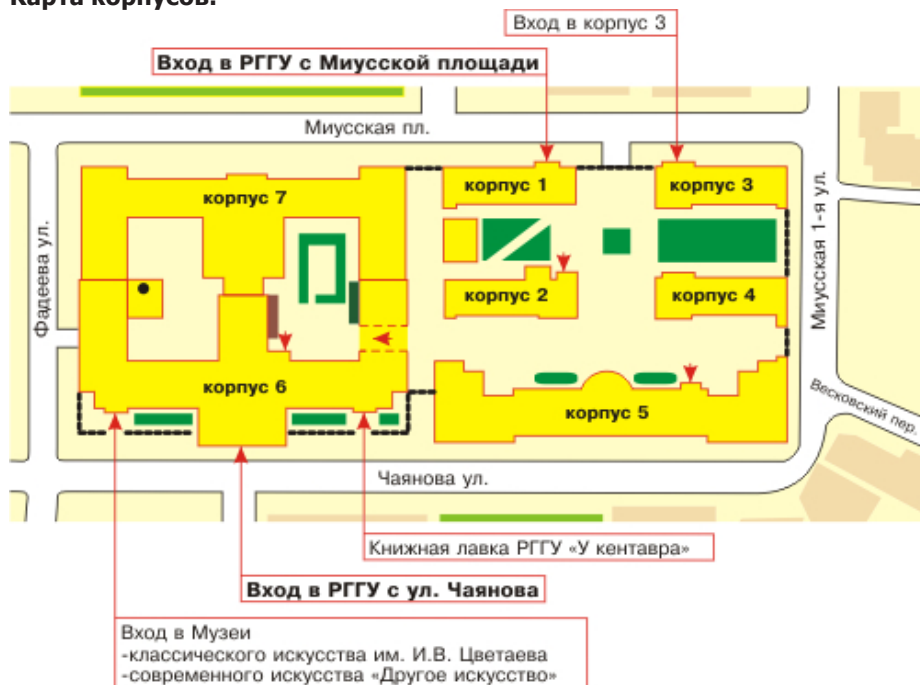 Карта корпусов.
Вход в корпус 3
Вход в РГГУ с Миусской площади
Миусская пл.
корпус 7
корпус 1
корпус 3
Фадеева ул.
Миусская 1-я ул.
корпус 2
корпус 4
корпус 6
корпус 5
Весковский пер.
Чаянова ул.
Книжная лавка РГГУ «У кентавра»
Вход в РГГУ с ул. Чаянова
Вход в Музеи
-классического искусства им. И.В. Цветаева
-современного искусства «Другое искусство»